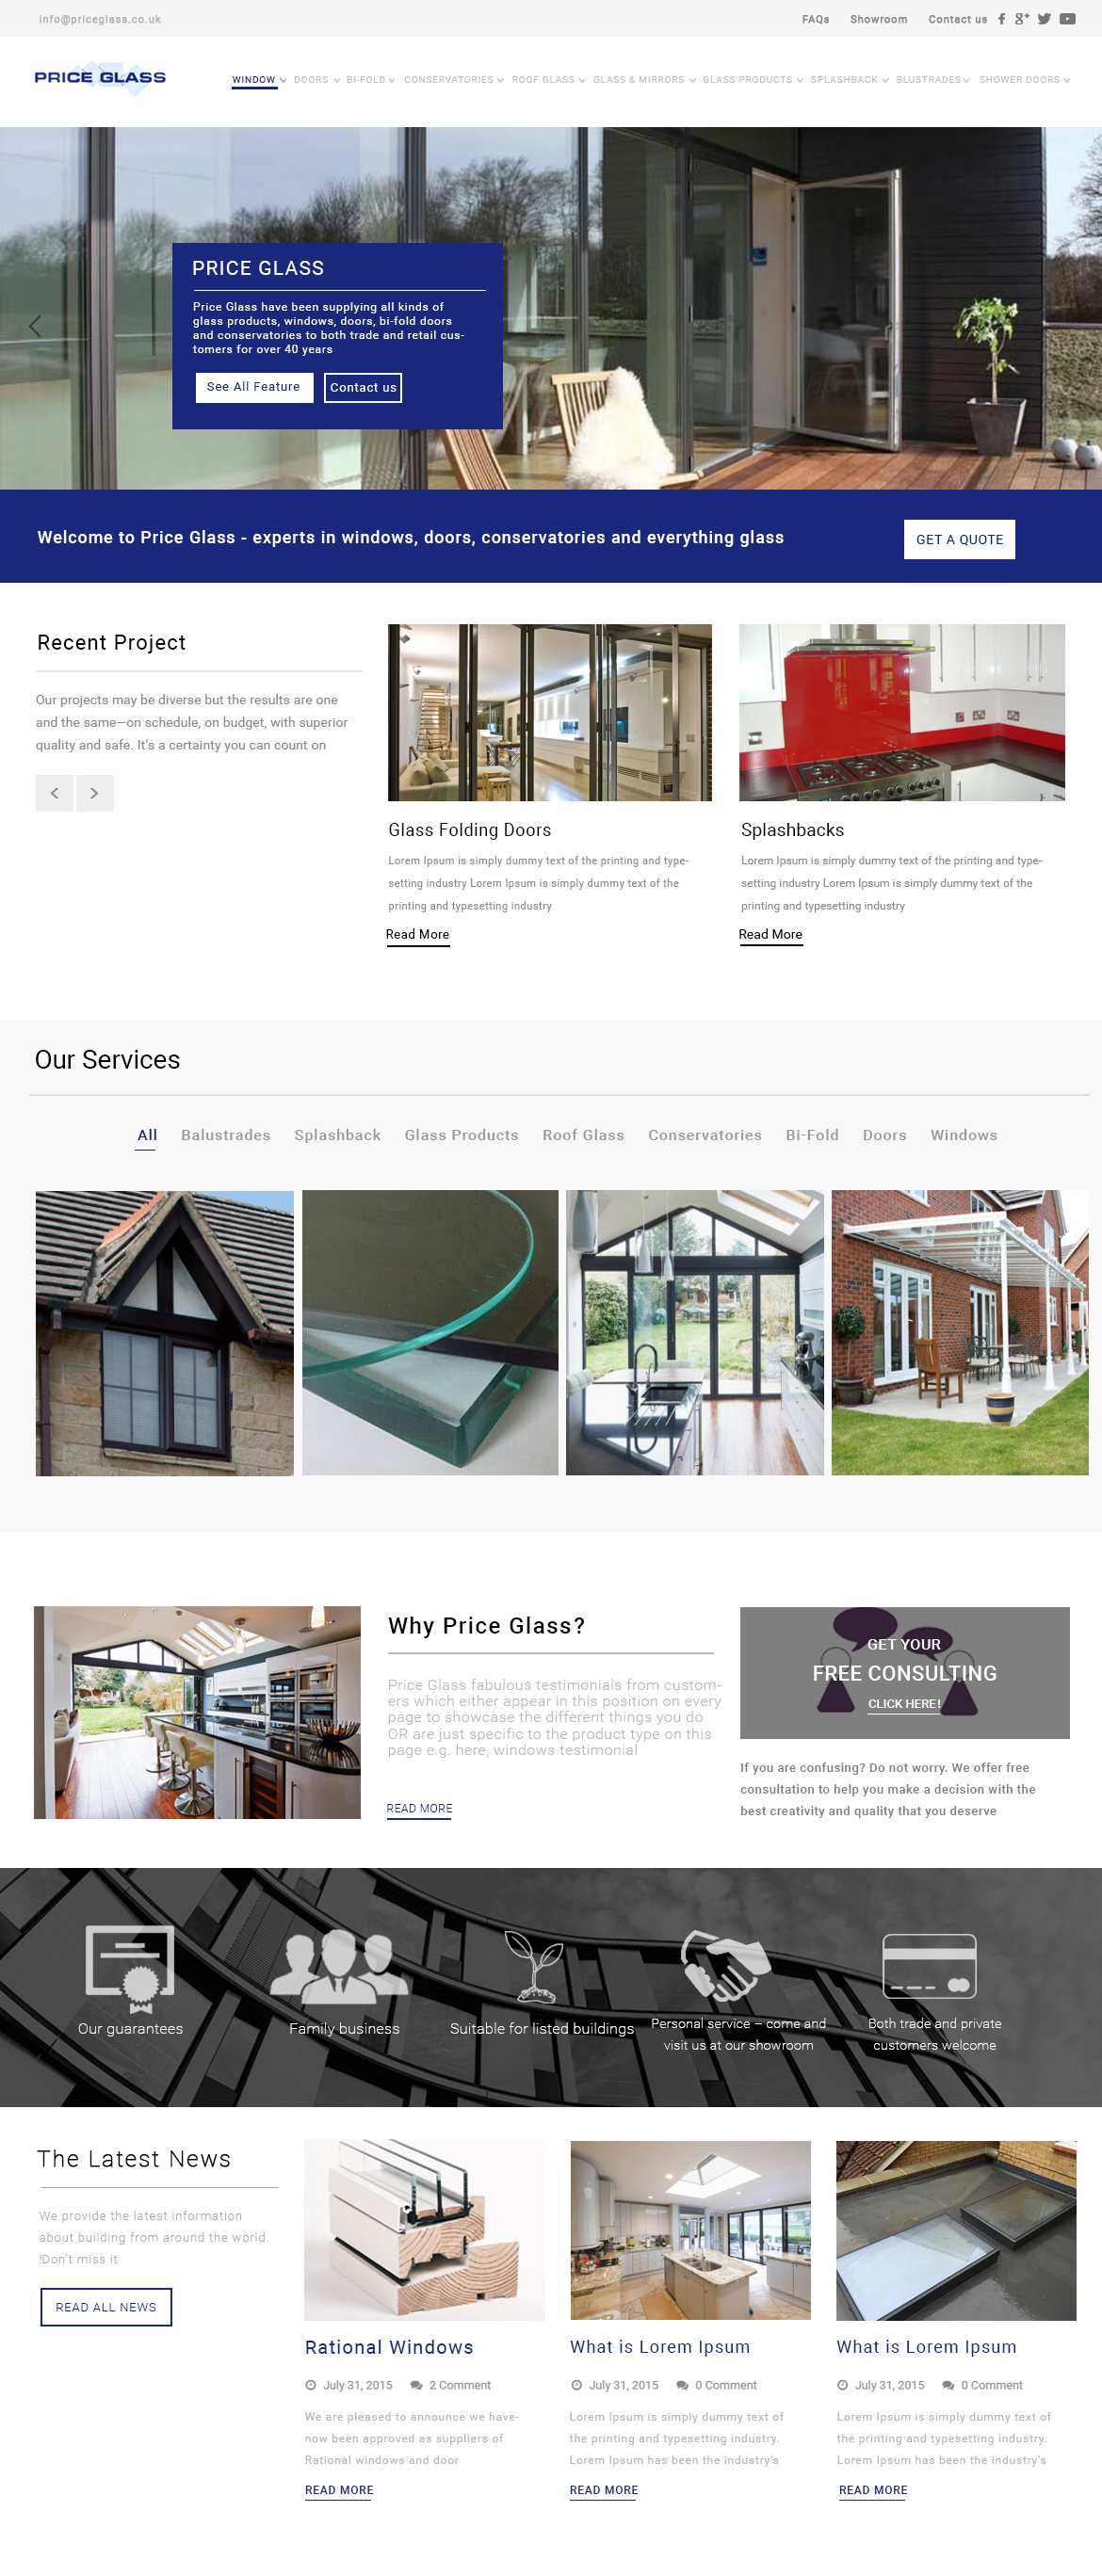 info@priceglass.co.uk
FAQs Showroom Contact us
PRICE GLASS
WINDOW DOORS BI-FOLD CONSERVATORIES ROOF GLASS GLASS & MIRRORS GLASS PRODUCTS SPLASHBACK BLUSTRADES SHOWER DOORS
PRICE GLASS
Price Glass have been supplying all kinds of
glass products, windows, doors, bi-fold doors
and conservatories to both trade and retail cus-
tomers for over 40 years
See All Feature Contact us
Welcome to Price Glass - experts in windows, doors, conservatories and everything glass
GET A QUOTE
Recent Project
Our projects may be diverse but the results are one
and the same—on schedule, on budget, with superior
quality and safe. It's a certainty you can count on
Glass Folding Doors
Lorem Ipsum is simply dummy text of the printing and type-
setting industry Lorem Ipsum is simply dummy text of the
printing and typesetting industry
Read More
Splashbacks
Lorem Ipsum is simply dummy text of the printing and type-
setting industry Lorem Ipsum is simply dummy text of the
printing and typesetting industry
Read More
Our Services
All Balustrades Splashback Glass Products Roof Glass Conservatories Bi-Fold Doors Windows
Why Price Glass?
Price Glass fabulous testimonials from custom-
ers which either appear in this position on every
page to showcase the different things you do
OR are just specific to the product type on this
page e.g. here, windows testimonial
READ MORE
GET YOUR
FREE CONSULTING
CLICK HERE!
If you are confusing? Do not worry. We offer free
consultation to help you make a decision with the
best creativity and quality that you deserve
Our guarantees
Family business
Suitable for listed buildings
Personal service – come and
visit us at our showroom
Both trade and private
customers welcome
The Latest News
We provide the latest information
about building from around the world.
!Don't miss it
READ ALL NEWS
Rational Windows
July 31, 2015 2 Comment
We are pleased to announce we have-
now been approved as suppliers of
Rational windows and door
READ MORE
What is Lorem Ipsum
July 31, 2015 0 Comment
Lorem Ipsum is simply dummy text of
the printing and typesetting industry.
Lorem Ipsum has been the industry's
READ MORE
What is Lorem Ipsum
July 31, 2015 0 Comment
Lorem Ipsum is simply dummy text of
the printing and typesetting industry.
Lorem Ipsum has been the industry's
READ MORE